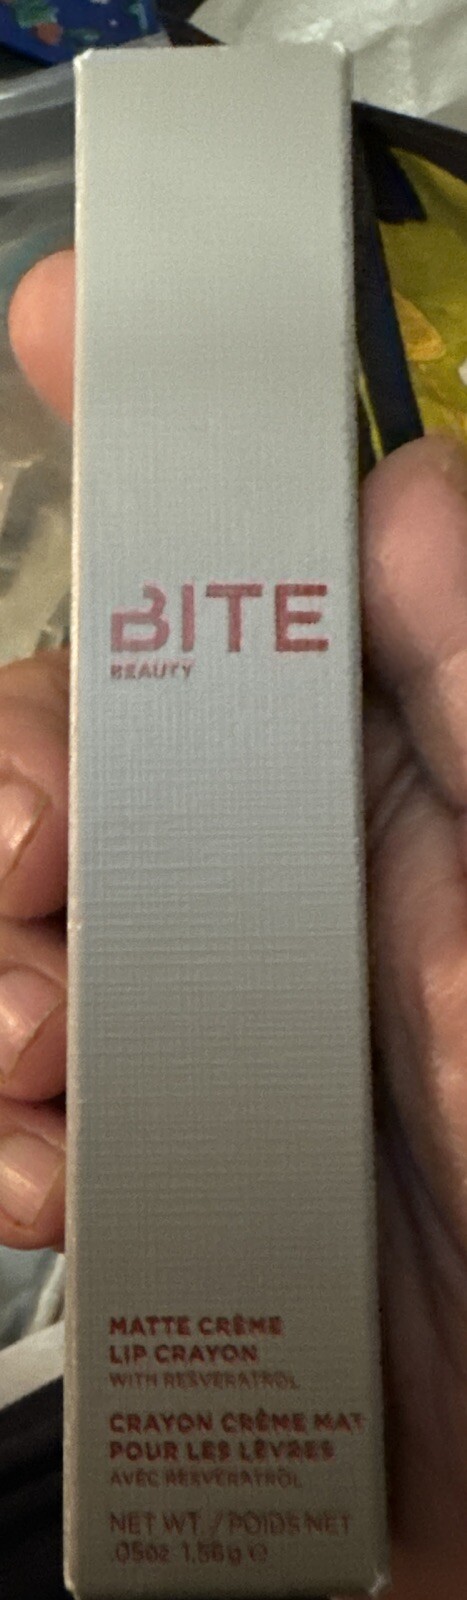 BITE
BEAUTY
MATTE CRÈME
LIP CRAYON
WITH RESVERATROL
CRAYON CRÈME MAT
POUR LES LÈVRES
AVEC RESVERATROL
NET WT. / POIDS NET
.05oz 1.56g ℮